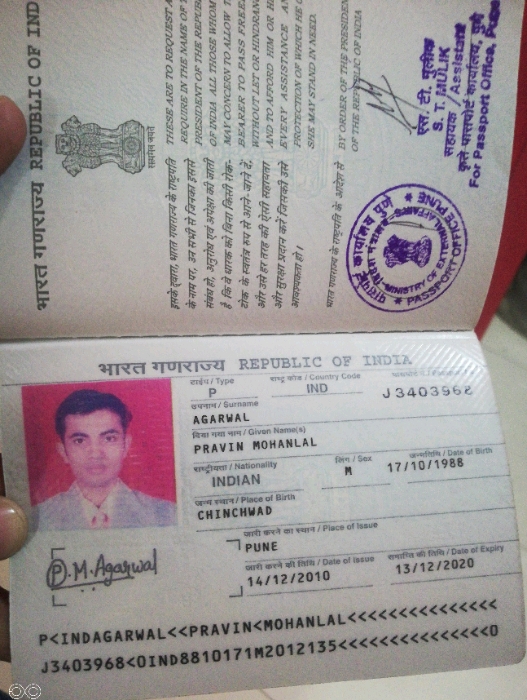 भारत गणराज्य REPUBLIC OF INDIA
सत्यमेव जयते
इसके द्वारा, भारत गणराज्य के राष्ट्रपति
के नाम पर, उन सभी से जिनका इससे
संबंध हो, अनुरोध एवं अपेक्षा की जाती
है कि वे धारक को बिना किसी रोक-
टोक के स्वतंत्र रूप से आने जाने दें,
और उसे हर तरह की ऐसी सहायता
और सुरक्षा प्रदान करें जिसकी उसे
आवश्यकता हो।
भारत गणराज्य के राष्ट्रपति के आदेश से
THESE ARE TO REQUEST A
REQUIRE IN THE NAME OF T
PRESIDENT OF THE REPUB
OF INDIA ALL THOSE WHOM
MAY CONCERN TO ALLOW T
BEARER TO PASS FREE
WITHOUT LET OR HINDRAN
AND TO AFFORD HIM OR HE
EVERY ASSISTANCE AN
PROTECTION OF WHICH HE O
SHE MAY STAND IN NEED.
BY ORDER OF THE PRESIDENT
OF THE REPUBLIC OF INDIA
पासपोर्ट कार्यालय पुणे
MINISTRY OF EXTERNAL AFFAIRS
PASSPORT OFFICE PUNE
एस. टी. मुलीक
S. T. MULIK
सहायक / Assistant
कृते पासपोर्ट कार्यालय, पुणे
For Passport Office, Pune
भारत गणराज्य REPUBLIC OF INDIA
टाईप / Type राष्ट्र कोड / Country Code
P IND J3403968
उपनाम / Surname
AGARWAL
दिया गया नाम / Given Name(s)
PRAVIN MOHANLAL
राष्ट्रीयता / Nationality लिंग / Sex जन्मतिथि / Date of Birth
INDIAN M 17/10/1988
जन्म स्थान / Place of Birth
CHINCHWAD
जारी करने का स्थान / Place of Issue
PUNE
जारी करने की तिथि / Date of Issue समाप्ति की तिथि / Date of Expiry
14/12/2010 13/12/2020
P.M.Agarwal
P<INDAGARWAL<<PRAVIN<MOHANLAL<<<<<<<<<<<<<<<
J3403968<0IND8810171M2012135<<<<<<<<<<<<<<<0